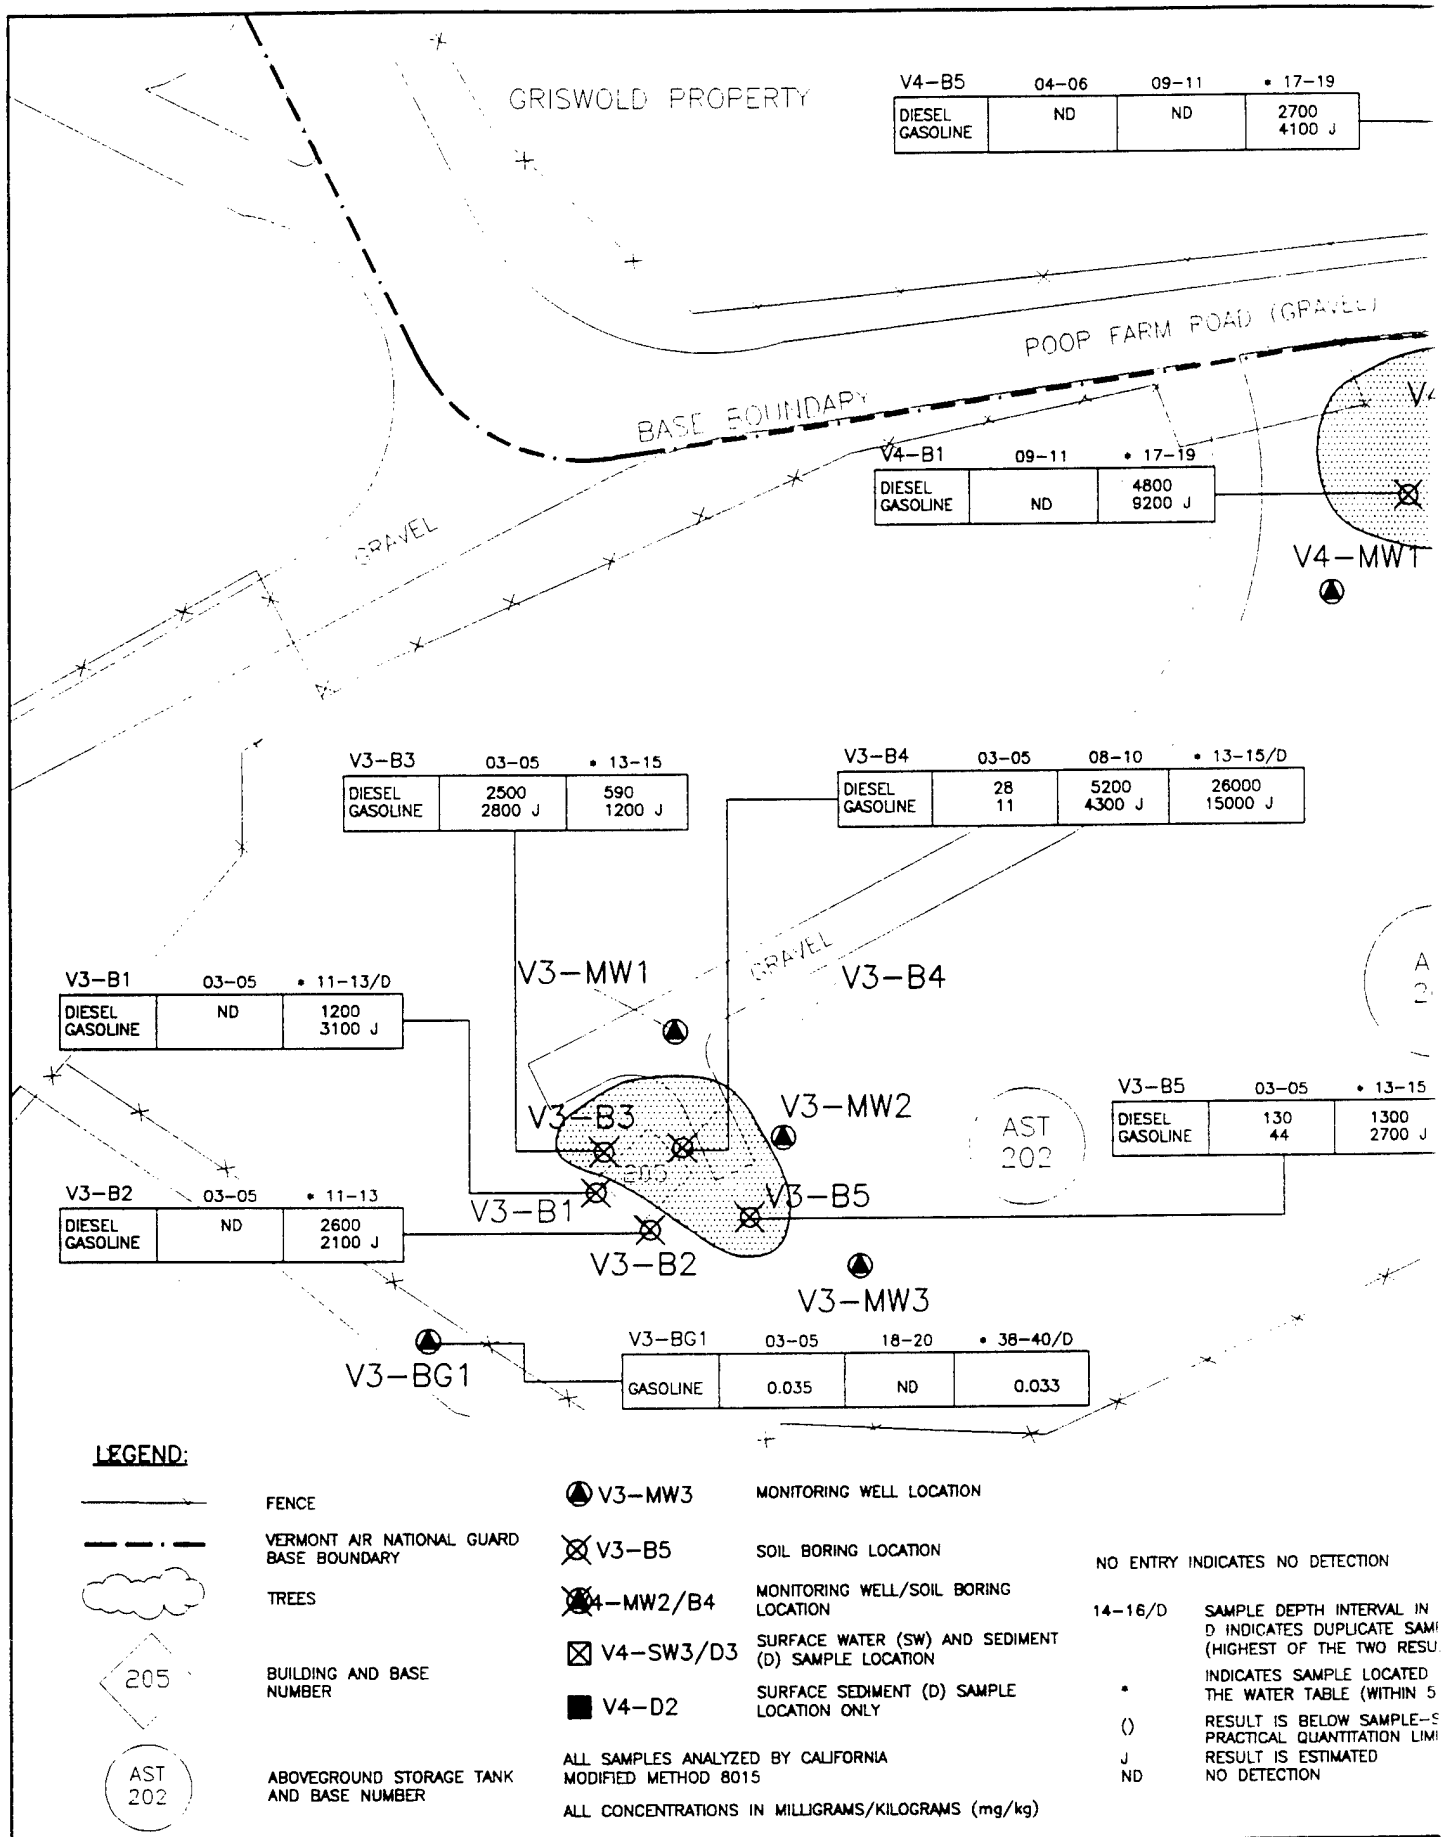 GRISWOLD PROPERTY
V4-B5 04-06 09-11 * 17-19
DIESEL ND ND 2700
GASOLINE 4100 J
POOP FARM ROAD (GRAVEL)
BASE BOUNDARY
V4-B1 09-11 * 17-19
DIESEL 4800
GASOLINE ND 9200 J
GRAVEL
V4-MW1
V3-B3 03-05 * 13-15
DIESEL 2500 590
GASOLINE 2800 J 1200 J
V3-B4 03-05 08-10 * 13-15/D
DIESEL 28 5200 26000
GASOLINE 11 4300 J 15000 J
GRAVEL
V3-MW1
V3-B4
V3-B1 03-05 * 11-13/D
DIESEL ND 1200
GASOLINE 3100 J
V3-B3
V3-MW2
AST
202
V3-B5 03-05 * 13-15
DIESEL 130 1300
GASOLINE 44 2700 J
205
V3-B2 03-05 * 11-13
DIESEL ND 2600
GASOLINE 2100 J
V3-B1
V3-B5
V3-B2
V3-MW3
V3-BG1
V3-BG1 03-05 18-20 * 38-40/D
GASOLINE 0.035 ND 0.033
LEGEND:
FENCE
VERMONT AIR NATIONAL GUARD
BASE BOUNDARY
TREES
205
BUILDING AND BASE
NUMBER
AST
202
ABOVEGROUND STORAGE TANK
AND BASE NUMBER
V3-MW3 MONITORING WELL LOCATION
V3-B5 SOIL BORING LOCATION
4-MW2/B4 MONITORING WELL/SOIL BORING
LOCATION
V4-SW3/D3 SURFACE WATER (SW) AND SEDIMENT
(D) SAMPLE LOCATION
V4-D2 SURFACE SEDIMENT (D) SAMPLE
LOCATION ONLY
ALL SAMPLES ANALYZED BY CALIFORNIA
MODIFIED METHOD 8015
ALL CONCENTRATIONS IN MILLIGRAMS/KILOGRAMS (mg/kg)
NO ENTRY INDICATES NO DETECTION
14-16/D SAMPLE DEPTH INTERVAL IN
D INDICATES DUPLICATE
(HIGHEST OF THE TWO
INDICATES SAMPLE LOCATED
* THE WATER TABLE (WITHIN 5
() RESULT IS BELOW
PRACTICAL QUANTITATION
J RESULT IS ESTIMATED
ND NO DETECTION